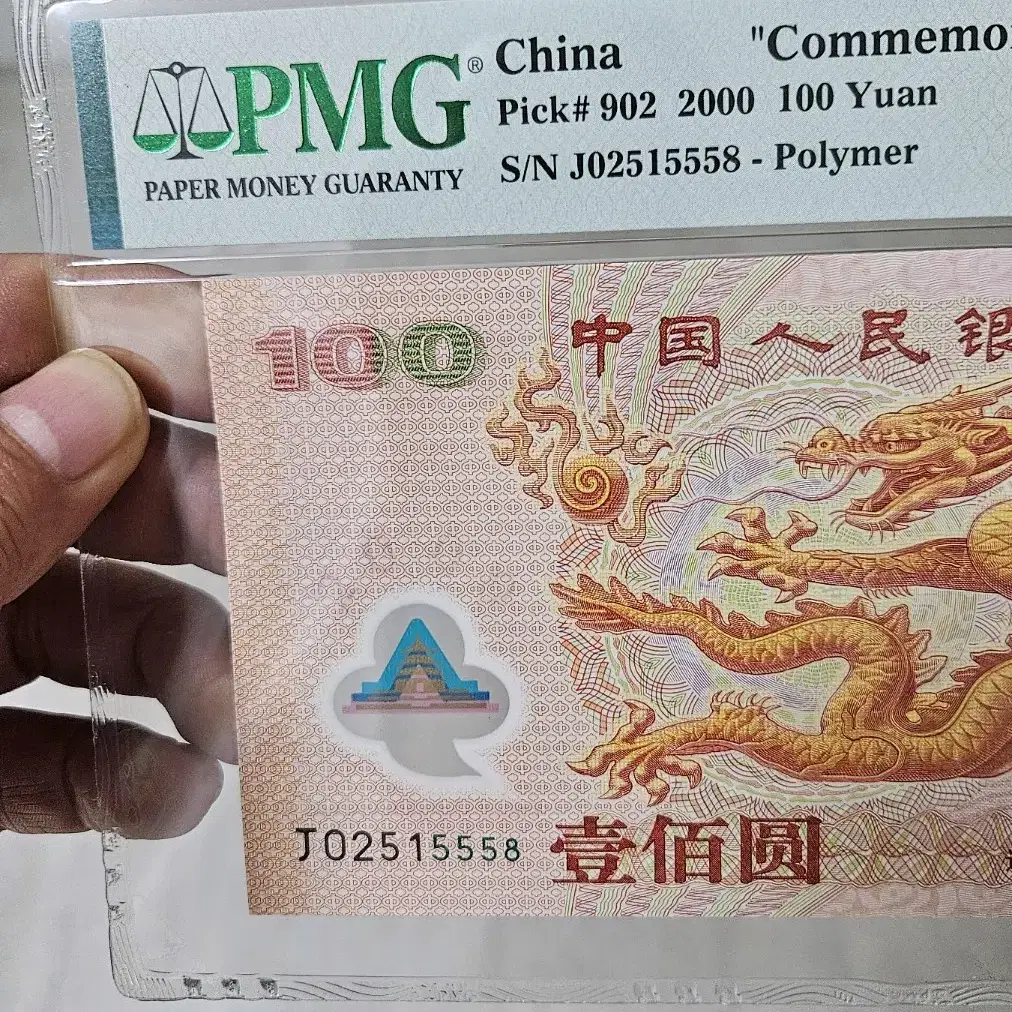 PMG®
PAPER MONEY GUARANTY
China "Commemo
Pick# 902 2000 100 Yuan
S/N J02515558 - Polymer
100
中国人民银
J02515558
壹佰圆